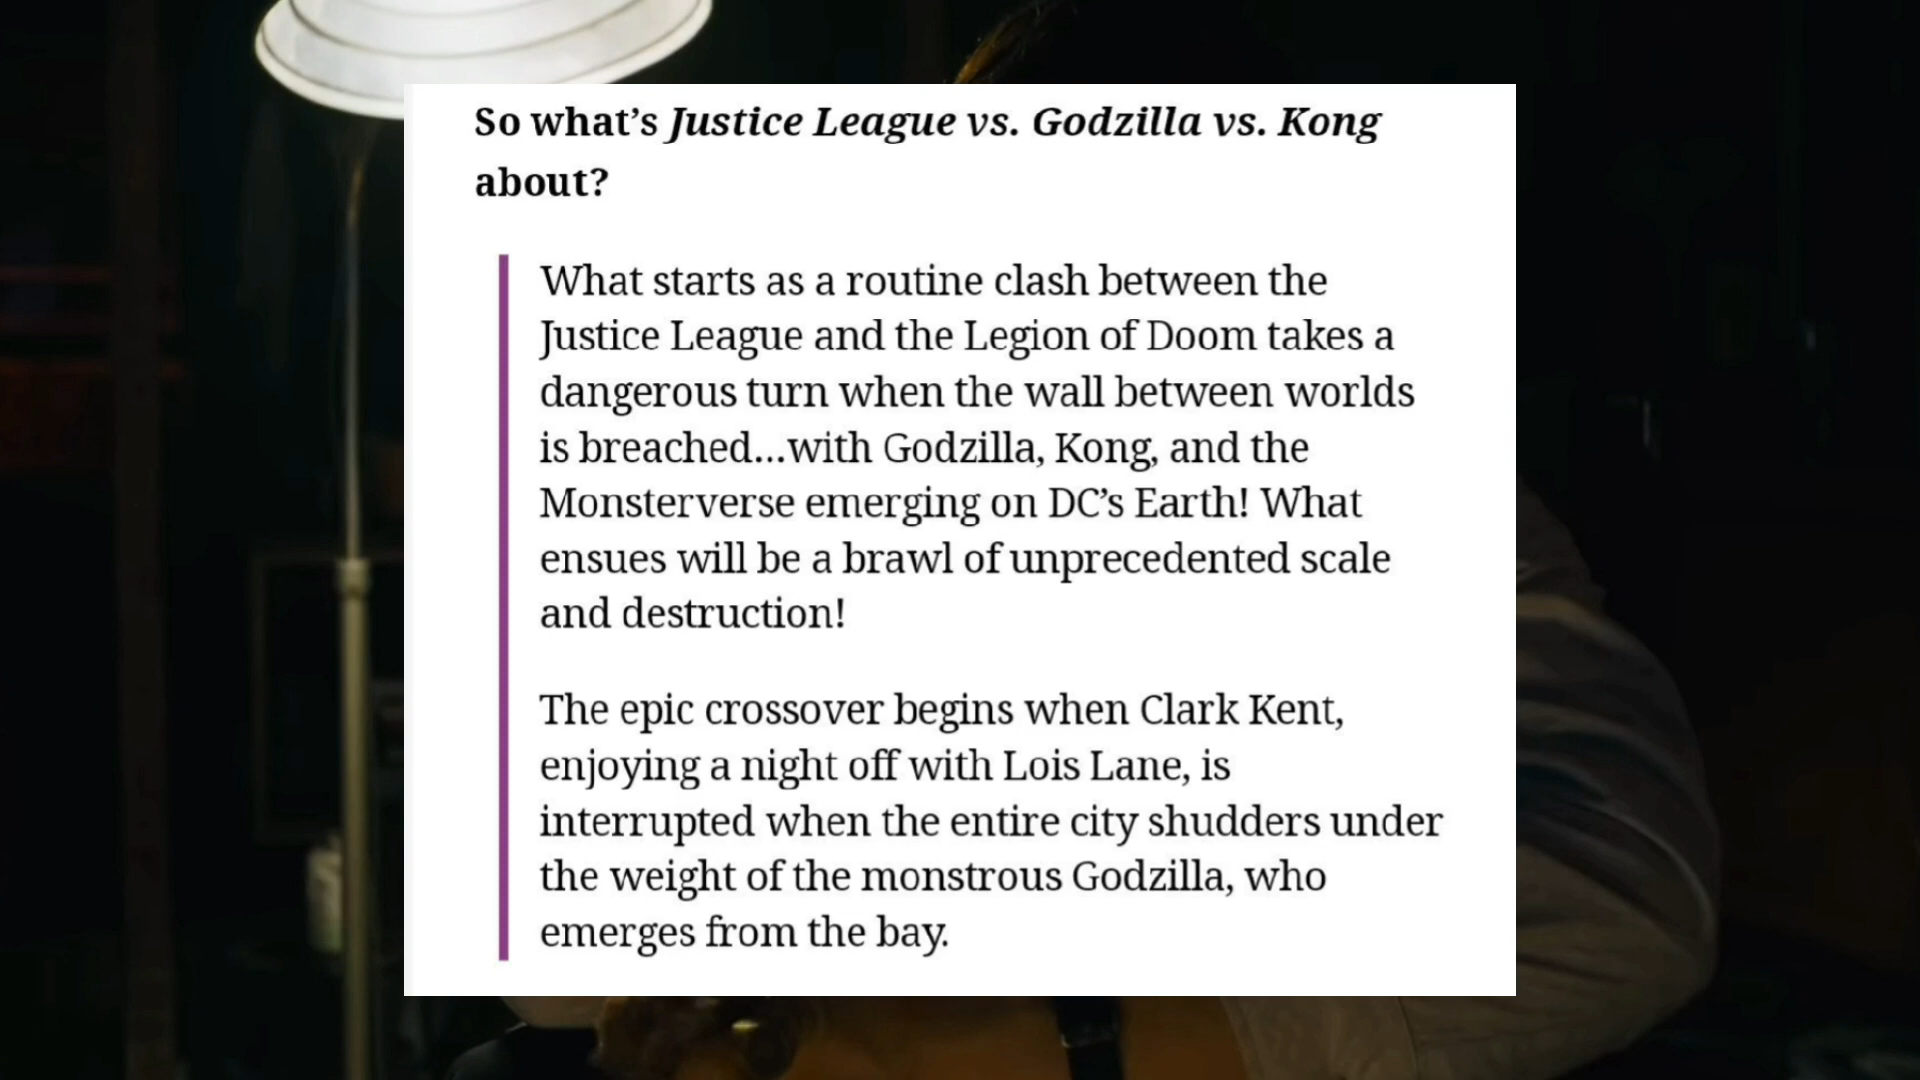 So what’s Justice League vs. Godzilla vs. Kong
about?
What starts as a routine clash between the
Justice League and the Legion of Doom takes a
dangerous turn when the wall between worlds
is breached…with Godzilla, Kong, and the
Monsterverse emerging on DC’s Earth! What
ensues will be a brawl of unprecedented scale
and destruction!
The epic crossover begins when Clark Kent,
enjoying a night off with Lois Lane, is
interrupted when the entire city shudders under
the weight of the monstrous Godzilla, who
emerges from the bay.